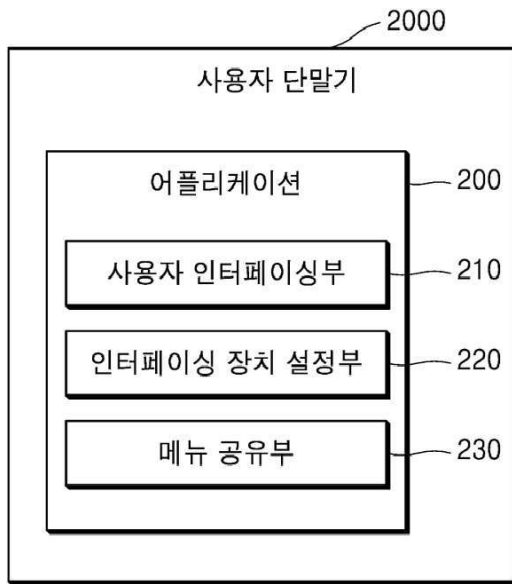 2000
사용자 단말기
어플리케이션
200
사용자 인터페이싱부
210
인터페이싱 장치 설정부
220
메뉴 공유부
230